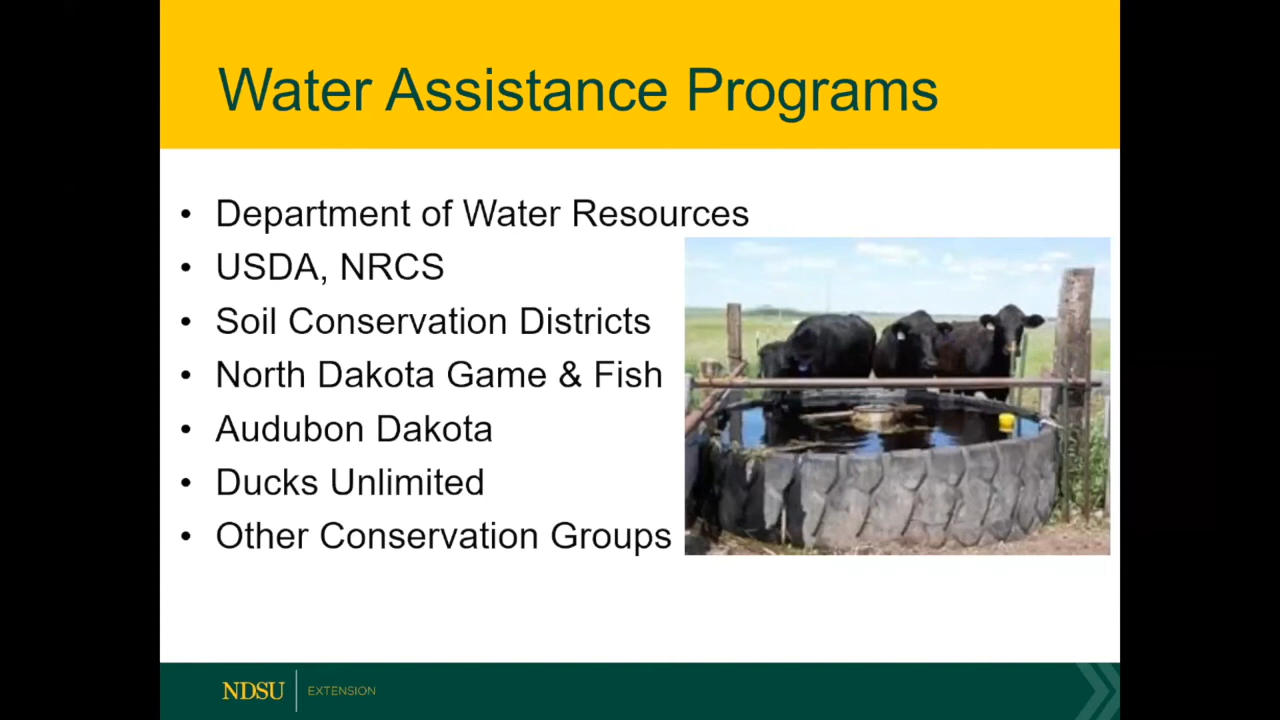 Water Assistance Programs
• Department of Water Resources
• USDA, NRCS
• Soil Conservation Districts
• North Dakota Game & Fish
• Audubon Dakota
• Ducks Unlimited
• Other Conservation Groups
NDSU EXTENSION